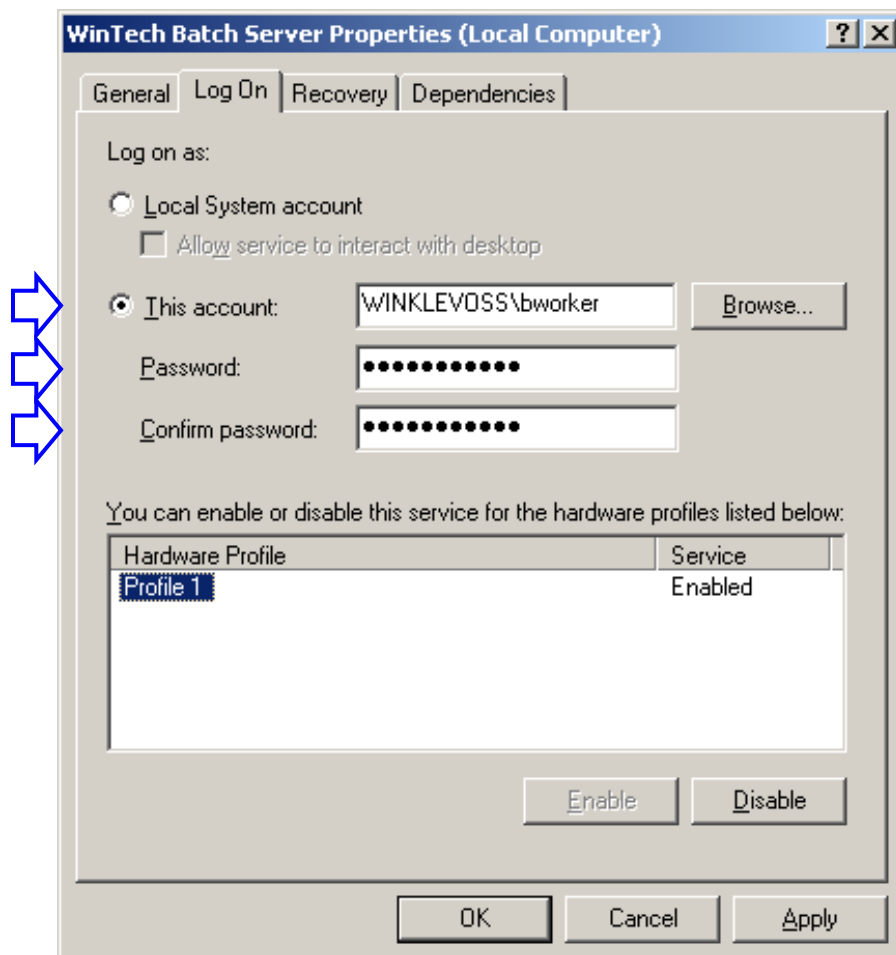 WinTech Batch Server Properties (Local Computer)
General Log On Recovery Dependencies
Log on as:
Local System account
Allow service to interact with desktop
This account: WINKLEVOSS\bworker Browse...
Password: ●●●●●●●●●●●
Confirm password: ●●●●●●●●●●●
You can enable or disable this service for the hardware profiles listed below:
Hardware Profile Service
Profile 1 Enabled
Enable Disable
OK Cancel Apply